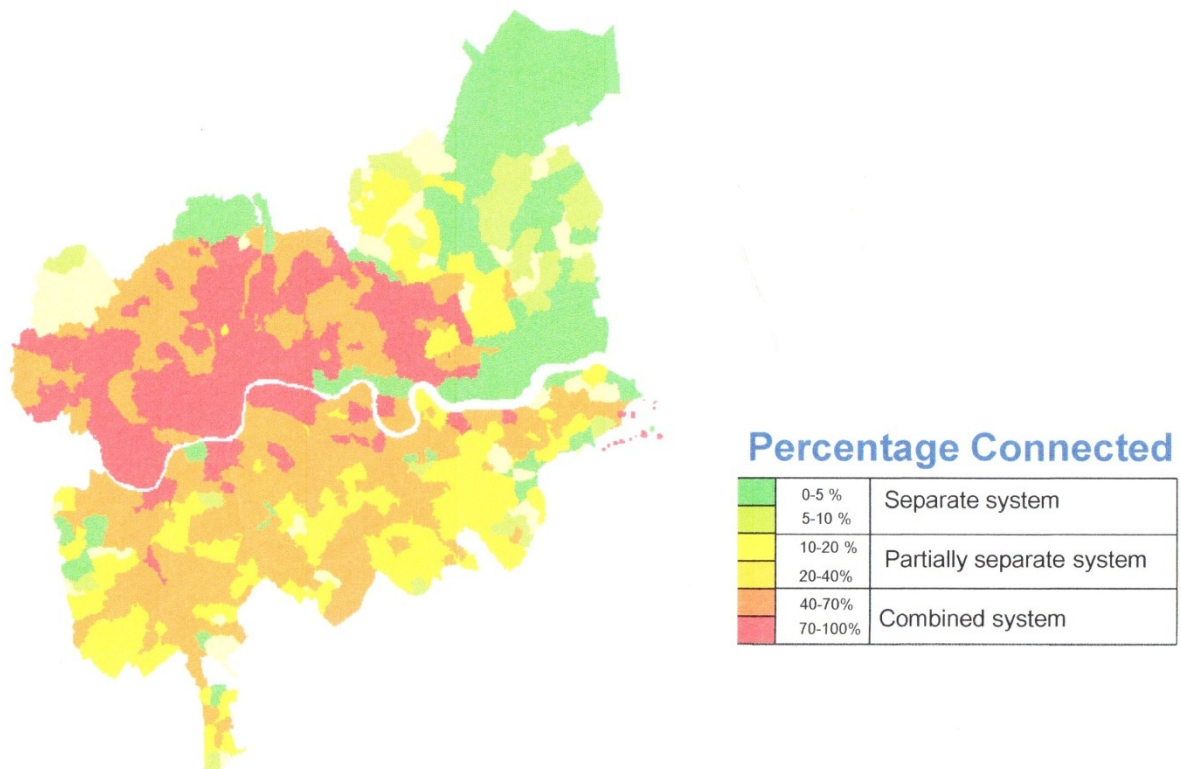 Percentage Connected
0-5 % Separate system
5-10 %
10-20 % Partially separate system
20-40%
40-70% Combined system
70-100%